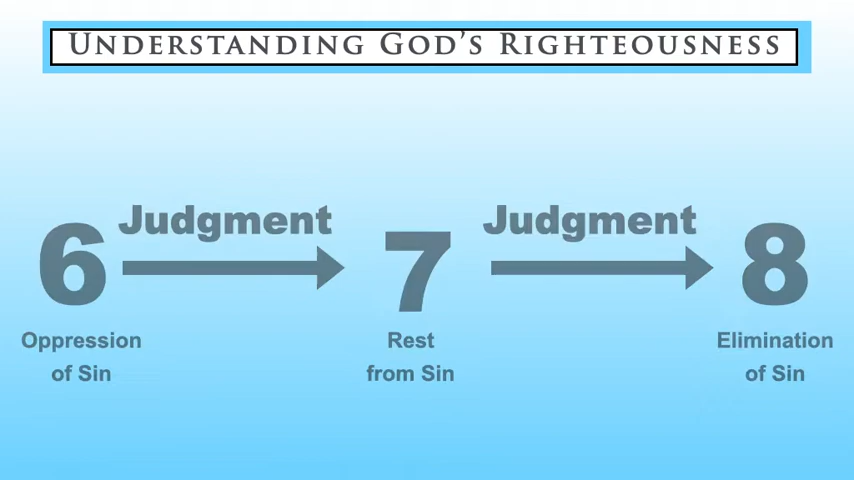 Understanding God's Righteousness
Judgment Judgment
6 7 8
Oppression Rest Elimination
of Sin from Sin of Sin